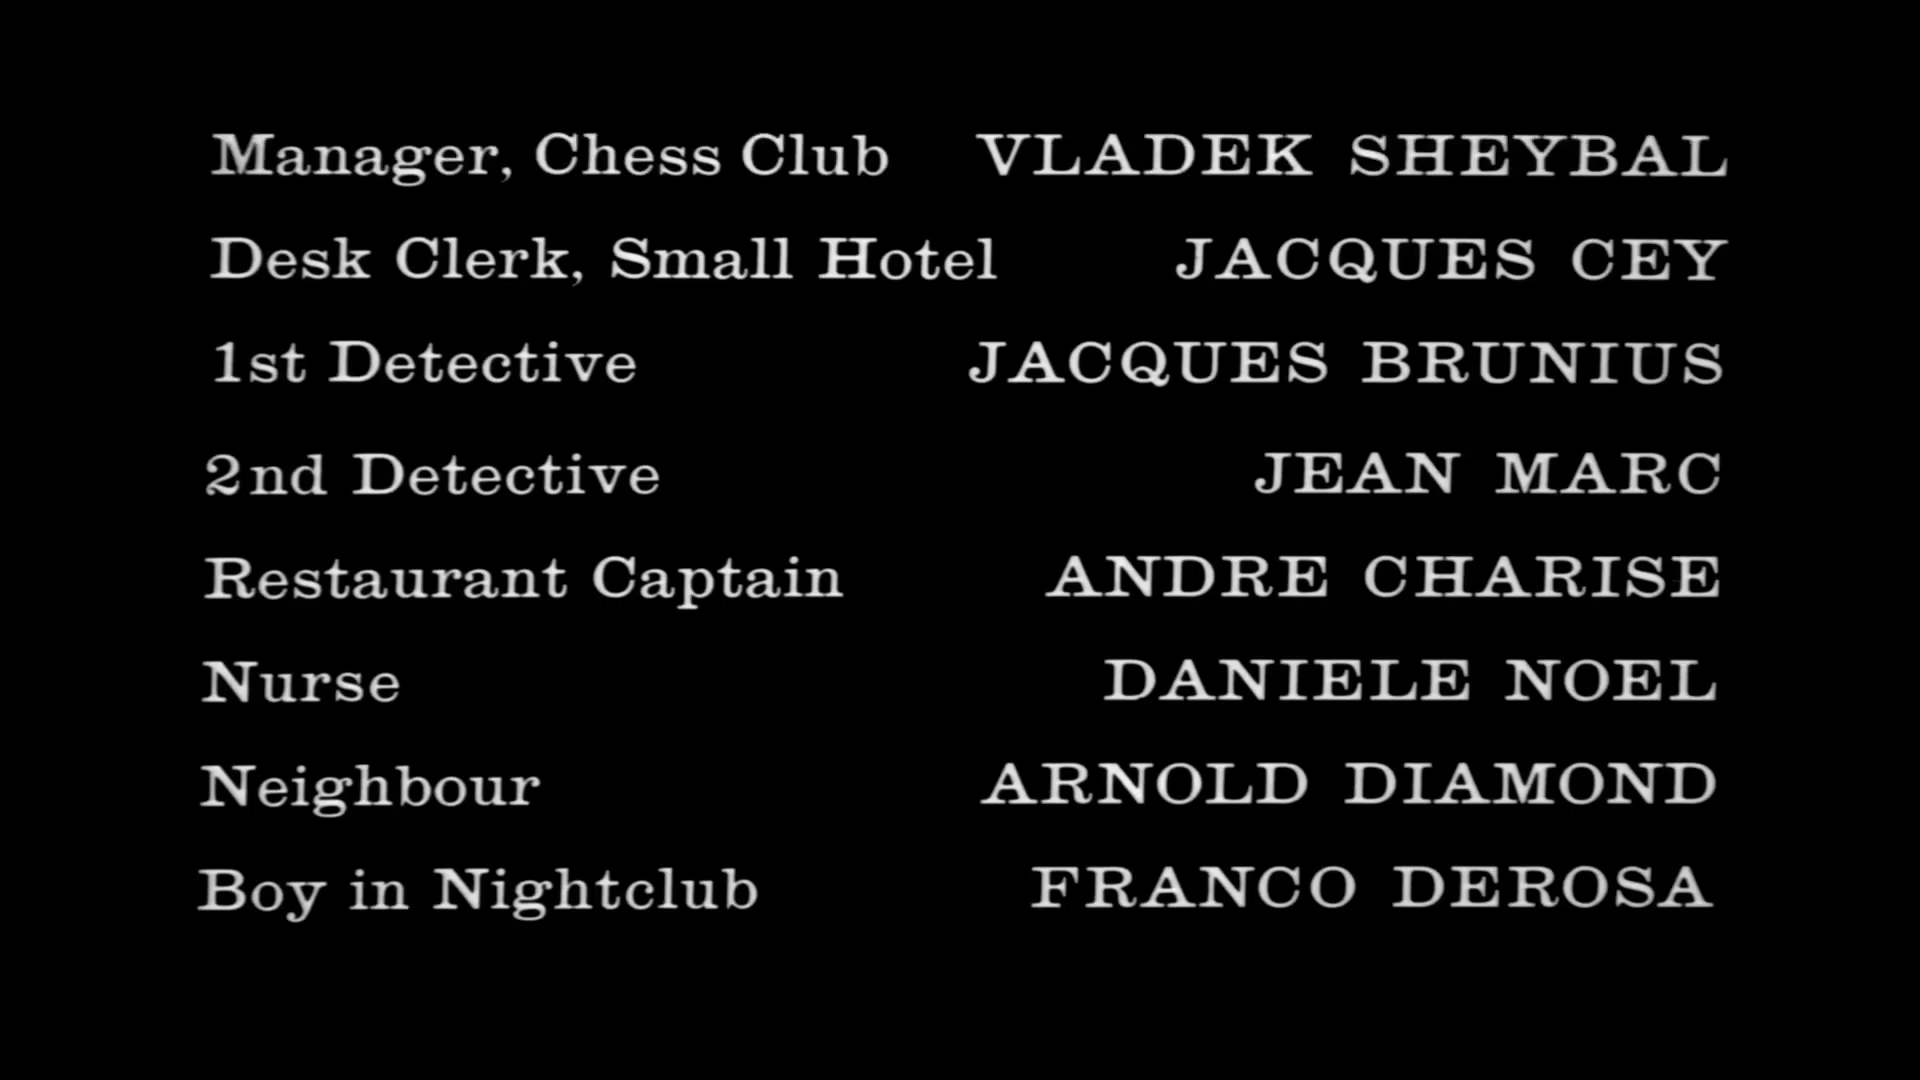 Manager, Chess Club VLADEK SHEYBAL
Desk Clerk, Small Hotel JACQUES CEY
1st Detective JACQUES BRUNIUS
2nd Detective JEAN MARC
Restaurant Captain ANDRE CHARISE
Nurse DANIELE NOEL
Neighbour ARNOLD DIAMOND
Boy in Nightclub FRANCO DEROSA